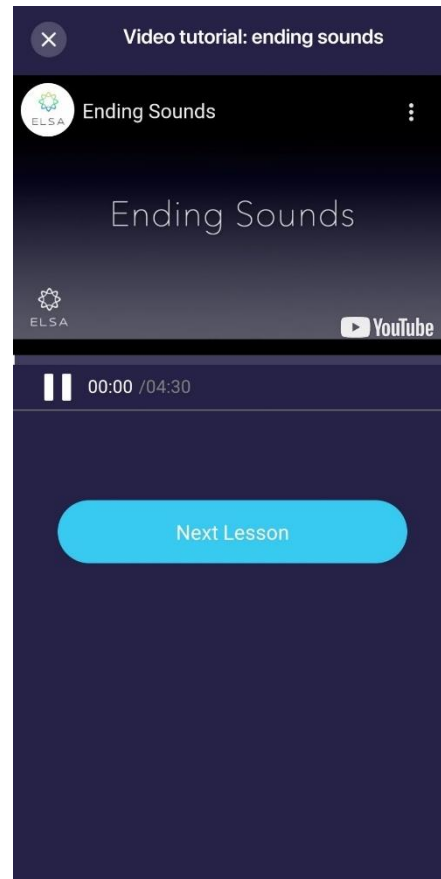 Video tutorial: ending sounds
ELSA
Ending Sounds
Ending Sounds
ELSA
YouTube
00:00 /04:30
Next Lesson